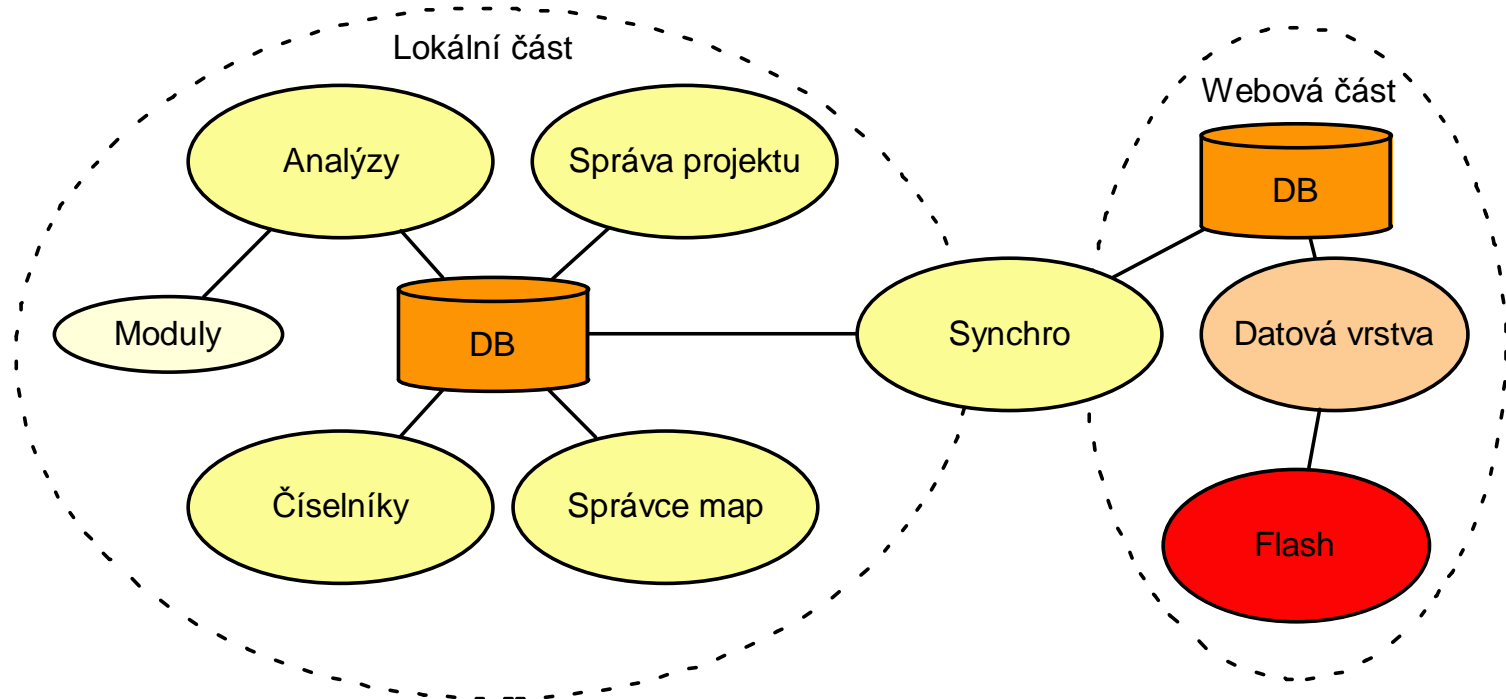 Lokální část
Webová část
Analýzy
Správa projektu
DB
Moduly
DB
Synchro
Datová vrstva
Číselníky
Správce map
Flash